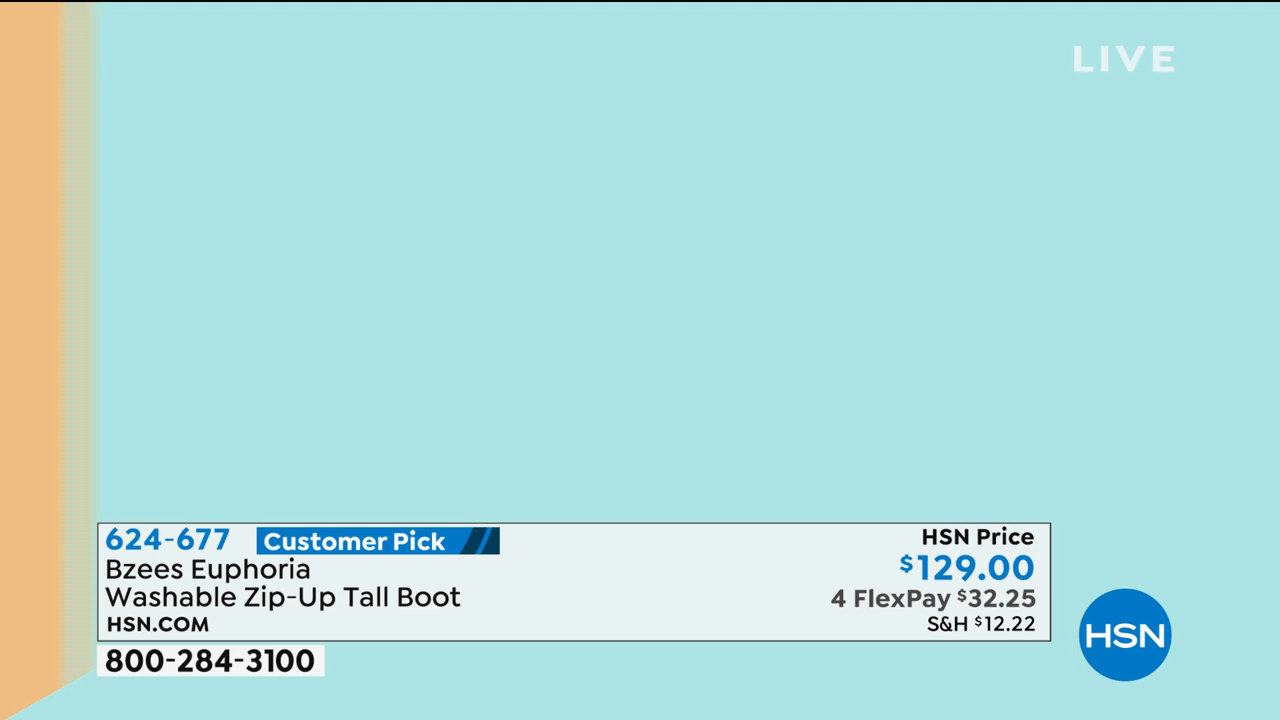 LIVE
624-677 Customer Pick
Bzees Euphoria
Washable Zip-Up Tall Boot
HSN.COM
HSN Price
$129.00
4 FlexPay $32.25
S&H $12.22
800-284-3100
HSN